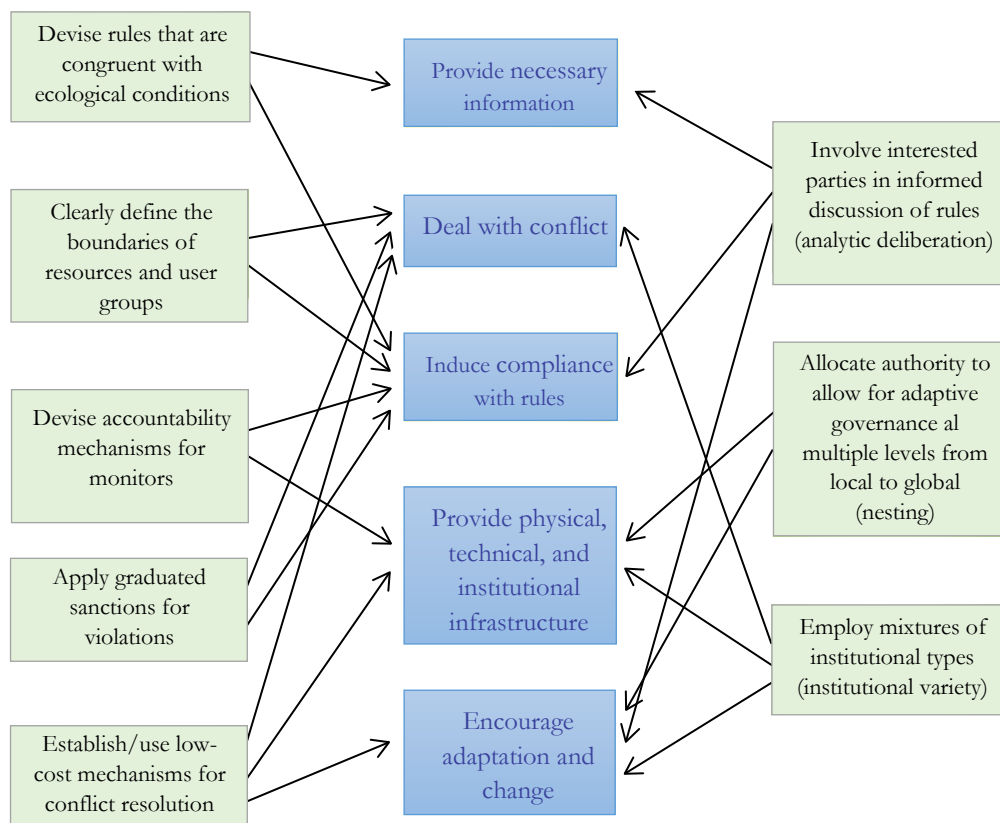 Devise rules that are
congruent with
ecological conditions
Clearly define the
boundaries of
resources and user
groups
Devise accountability
mechanisms for
monitors
Apply graduated
sanctions for
violations
Establish/use low-
cost mechanisms for
conflict resolution
Provide necessary
information
Deal with conflict
Induce compliance
with rules
Provide physical,
technical, and
institutional
infrastructure
Encourage
adaptation and
change
Involve interested
parties in informed
discussion of rules
(analytic deliberation)
Allocate authority to
allow for adaptive
governance al
multiple levels from
local to global
(nesting)
Employ mixtures of
institutional types
(institutional variety)